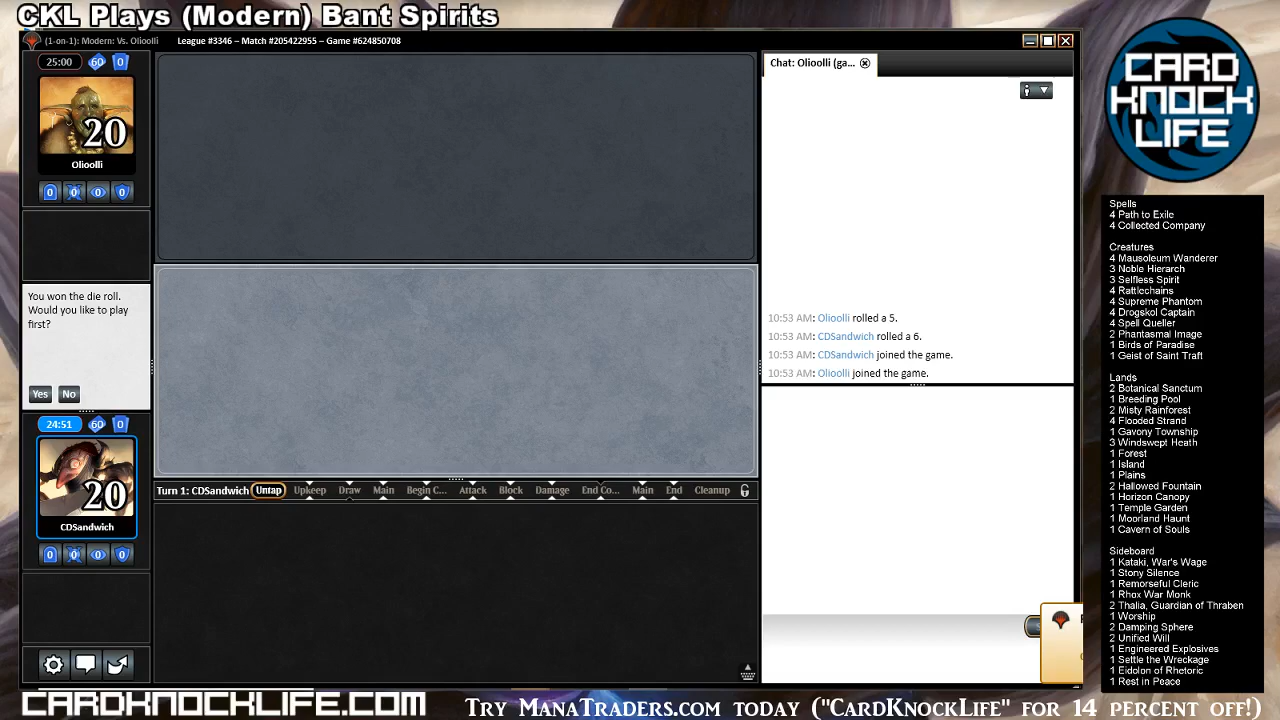 CKL Plays (Modern) Bant Spirits
(1-on-1): Modern: Vs. Olioolli League #3346 – Match #205422955 – Game #624850708
25:00 60 0
20
Olioolli
0 0 0 0
You won the die roll.
Would you like to play
first?
Yes No
24:51 60 0
20
CDSandwich
0 0 0 0
Turn 1: CDSandwich Untap Upkeep Draw Main Begin C... Attack Block Damage End Co... Main End Cleanup
Chat: Olioolli (ga...
10:53 AM: Olioolli rolled a 5.
10:53 AM: CDSandwich rolled a 6.
10:53 AM: CDSandwich joined the game.
10:53 AM: Olioolli joined the game.
CARD
KNOCK
LIFE
Spells
4 Path to Exile
4 Collected Company
Creatures
4 Mausoleum Wanderer
3 Noble Hierarch
3 Selfless Spirit
4 Rattlechains
4 Supreme Phantom
4 Drogskol Captain
4 Spell Queller
2 Phantasmal Image
1 Birds of Paradise
1 Geist of Saint Traft
Lands
2 Botanical Sanctum
1 Breeding Pool
2 Misty Rainforest
4 Flooded Strand
1 Gavony Township
3 Windswept Heath
1 Forest
1 Island
1 Plains
2 Hallowed Fountain
1 Horizon Canopy
1 Temple Garden
1 Moorland Haunt
1 Cavern of Souls
Sideboard
1 Kataki, War's Wage
1 Stony Silence
1 Remorseful Cleric
1 Rhox War Monk
2 Thalia, Guardian of Thraben
1 Worship
2 Damping Sphere
2 Unified Will
1 Engineered Explosives
1 Settle the Wreckage
1 Eidolon of Rhetoric
1 Rest in Peace
CARDKNOCKLIFE.COM
Try ManaTraders.com today ("CardKnockLife" for 14 percent off!)